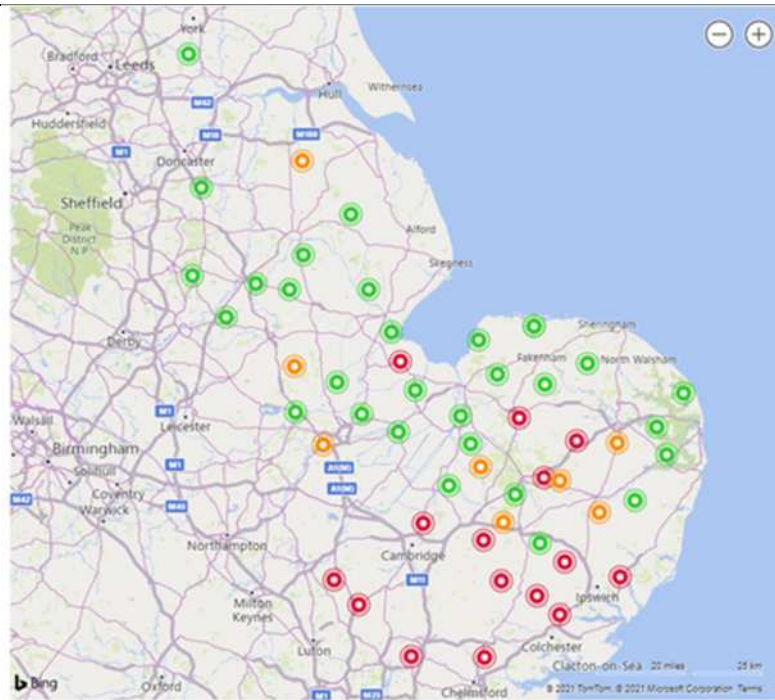 York
Bradford
Leeds
Withernsea
Hull
M62
Huddersfield
M18
M180
M1
Doncaster
Sheffield
Peak
District
N.P.
Alford
Skegness
Derby
Sheringham
Fakenham
North Walsham
M1
Walsall
Leicester
Birmingham
Solihull
M1
A1(M)
Coventry
A1(M)
M42
Warwick
M45
Northampton
Cambridge
M11
Milton
Keynes
Ipswich
Luton
Colchester
Clacton-on-Sea
20 miles
25 km
Bing
Oxford
M1
M25
Chelmsford
© 2021 TomTom, © 2021 Microsoft Corporation Terms